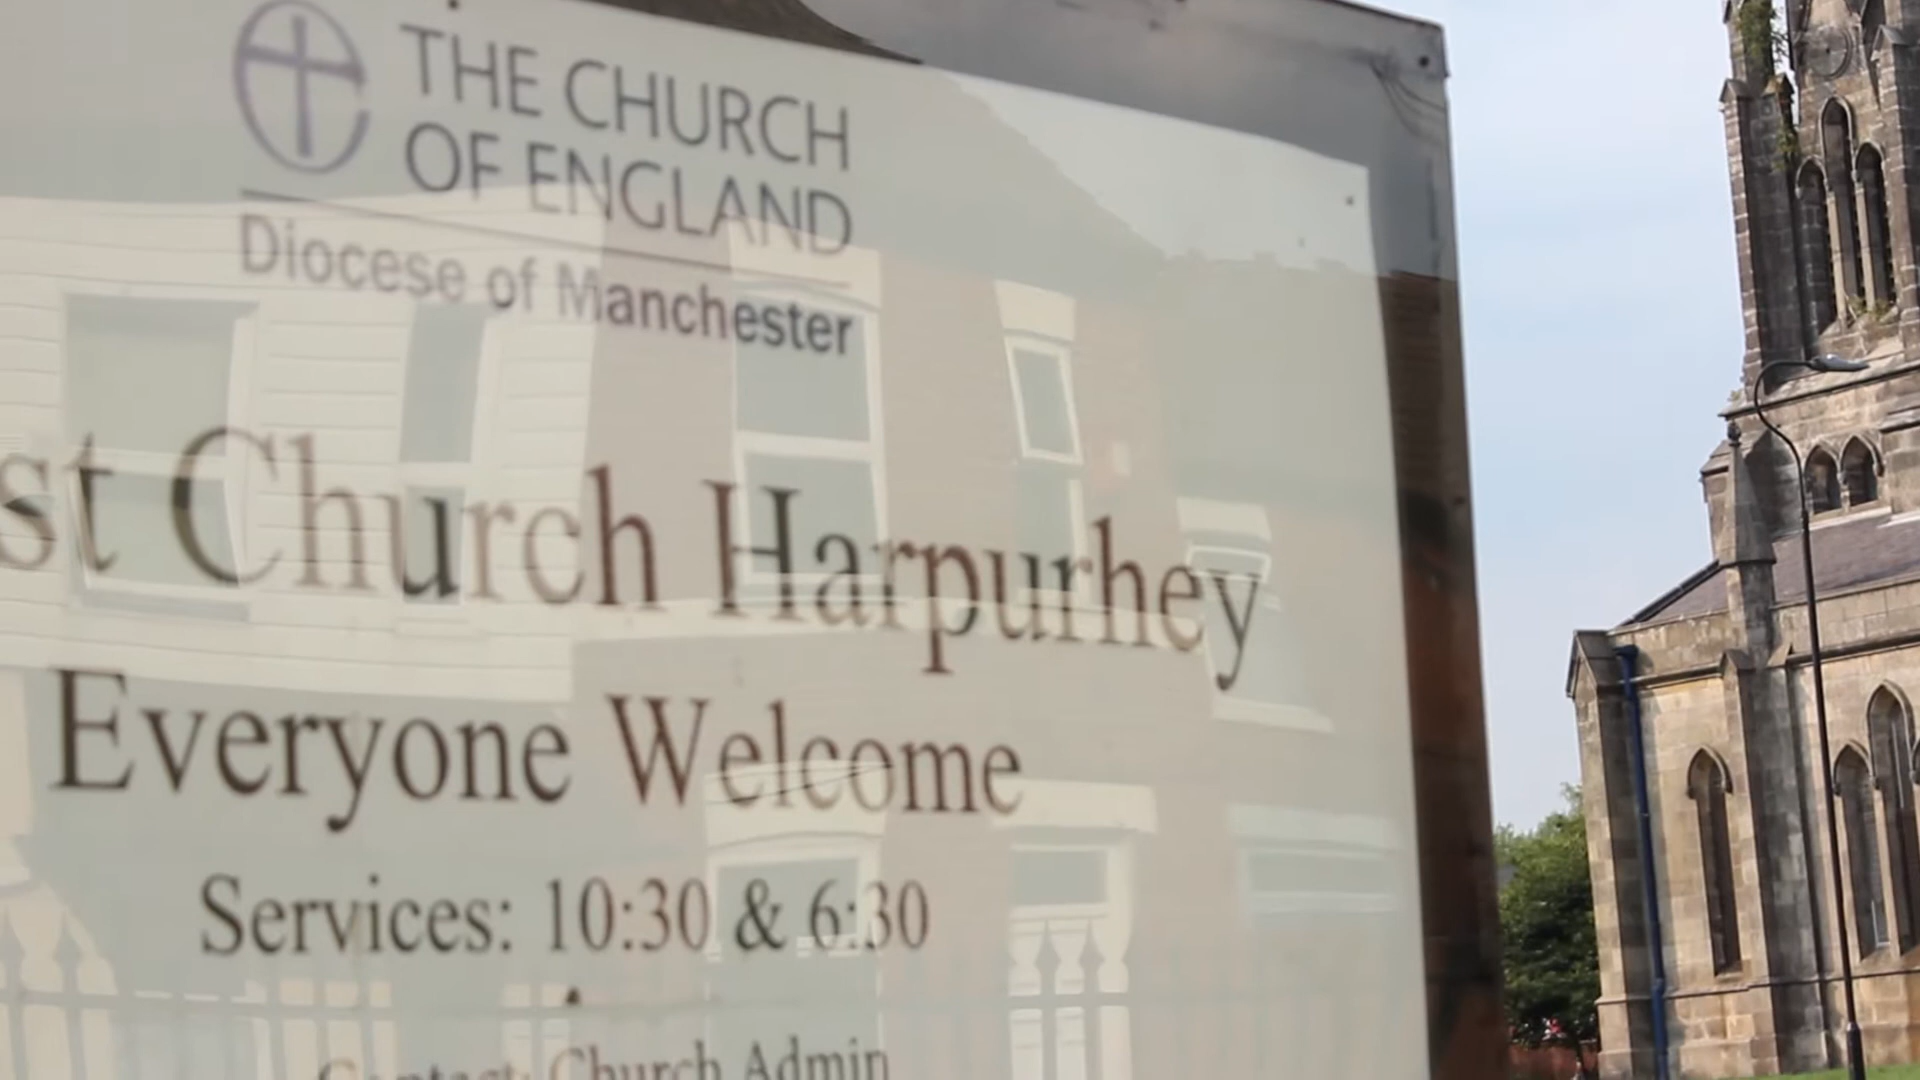 THE CHURCH
OF ENGLAND
Diocese of Manchester
st Church Harpurhey
Everyone Welcome
Services: 10:30 & 6:30
Contact: Church Admin